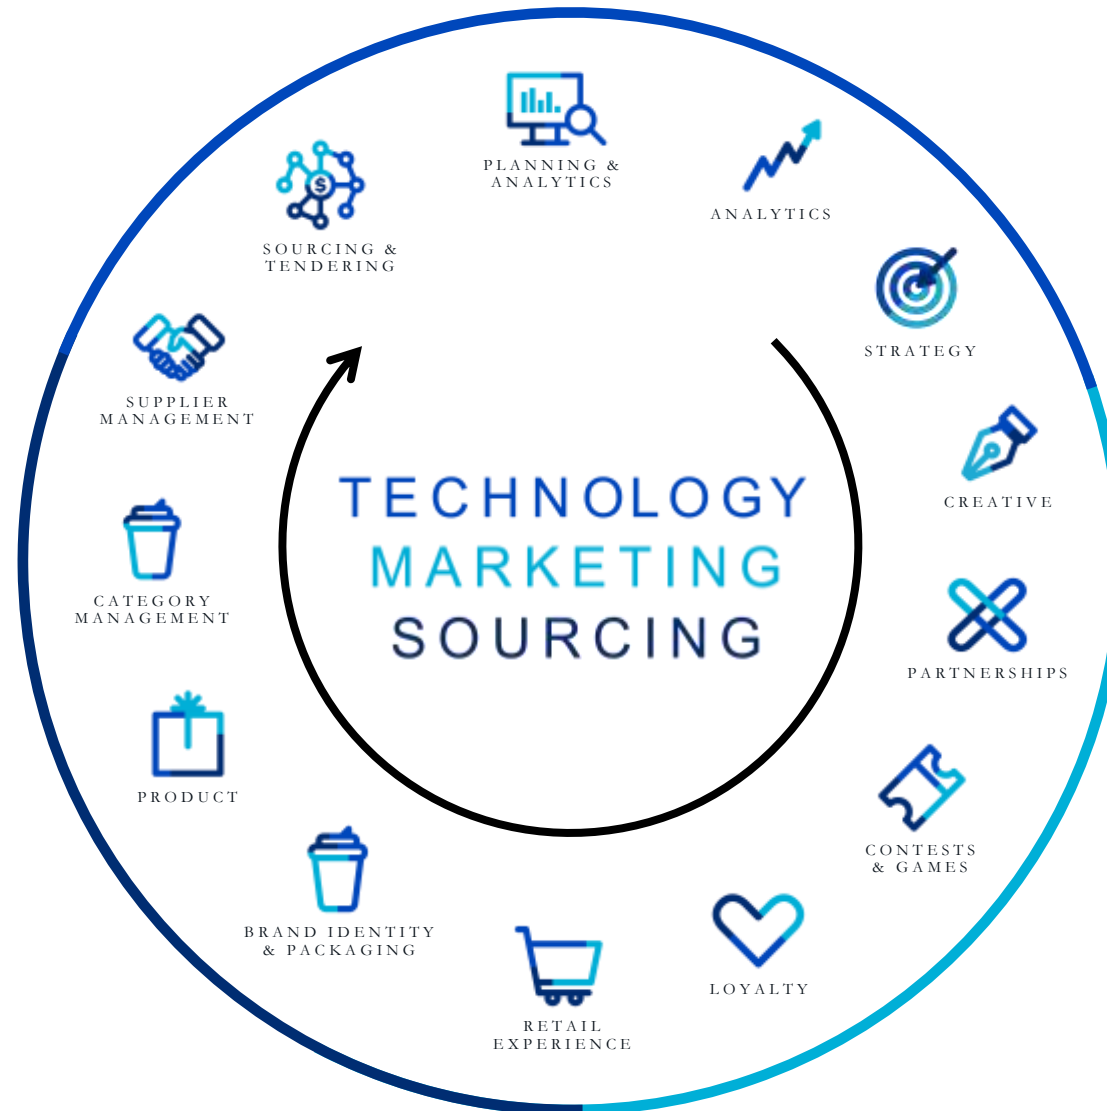 PLANNING &
ANALYTICS
ANALYTICS
STRATEGY
CREATIVE
PARTNERSHIPS
CONTESTS
& GAMES
LOYALTY
RETAIL
EXPERIENCE
BRAND IDENTITY
& PACKAGING
PRODUCT
CATEGORY
MANAGEMENT
SUPPLIER
MANAGEMENT
SOURCING &
TENDERING
$
TECHNOLOGY
MARKETING
SOURCING